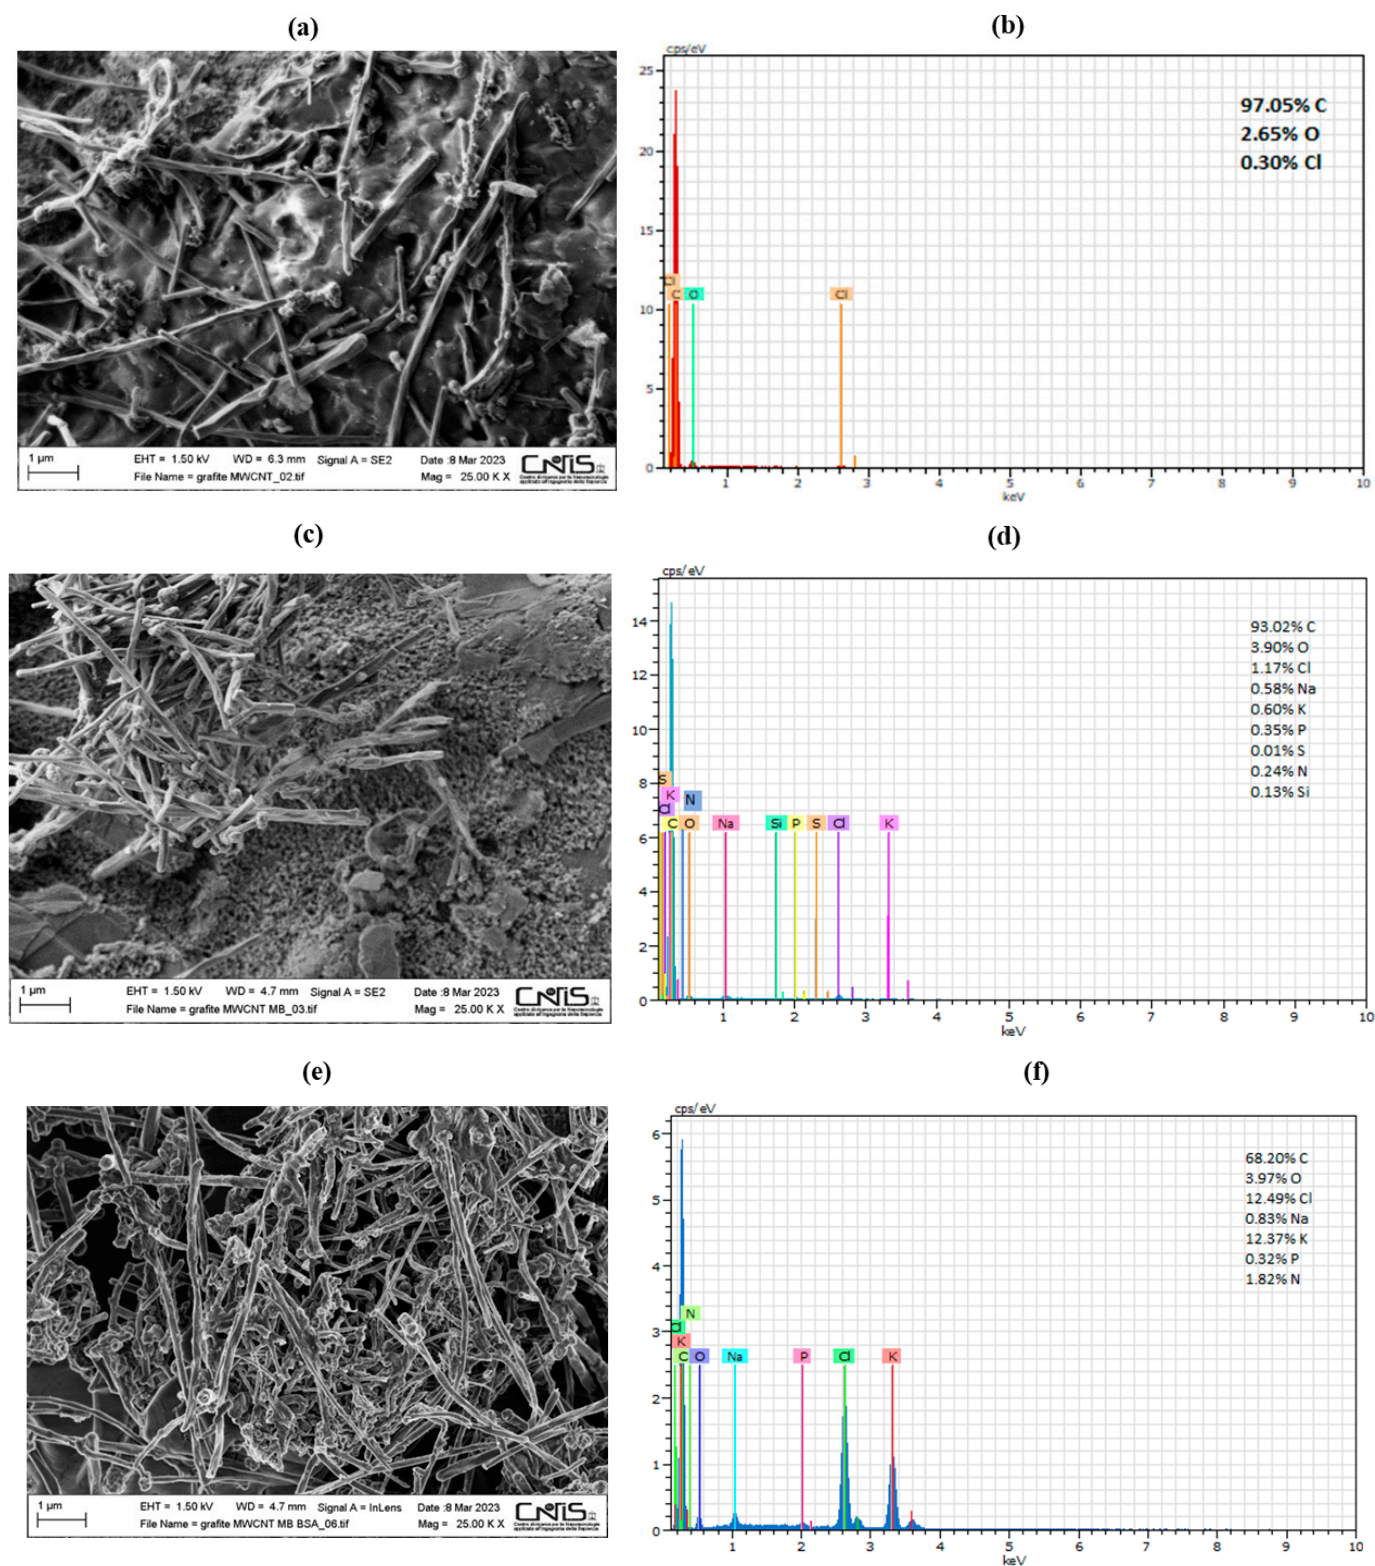 (a)
(b)
1 µm
EHT = 1.50 kV WD = 6.3 mm Signal A = SE2 Date :8 Mar 2023
File Name = grafite MWCNT_02.tif Mag = 25.00 K X
CNIS
cps/eV
97.05% C
2.65% O
0.30% Cl
25
20
15
10
5
0
C O Cl
1 2 3 4 5 6 7 8 9 10
keV
(c)
(d)
1 µm
EHT = 1.50 kV WD = 4.7 mm Signal A = SE2 Date :8 Mar 2023
File Name = grafite MWCNT MB_03.tif Mag = 25.00 K X
CNIS
cps/eV
93.02% C
3.90% O
1.17% Cl
0.58% Na
0.60% K
0.35% P
0.01% S
0.24% N
0.13% Si
14
12
10
8
6
4
2
0
S
K N
Cl
C O Na Si P S Cl K
1 2 3 4 5 6 7 8 9 10
keV
(e)
(f)
1 µm
EHT = 1.50 kV WD = 4.7 mm Signal A = InLens Date :8 Mar 2023
File Name = grafite MWCNT MB BSA_06.tif Mag = 25.00 K X
CNIS
cps/eV
68.20% C
3.97% O
12.49% Cl
0.83% Na
12.37% K
0.32% P
1.82% N
6
5
4
3
2
1
0
N
Cl
K
C O Na P Cl K
1 2 3 4 5 6 7 8 9 10
keV